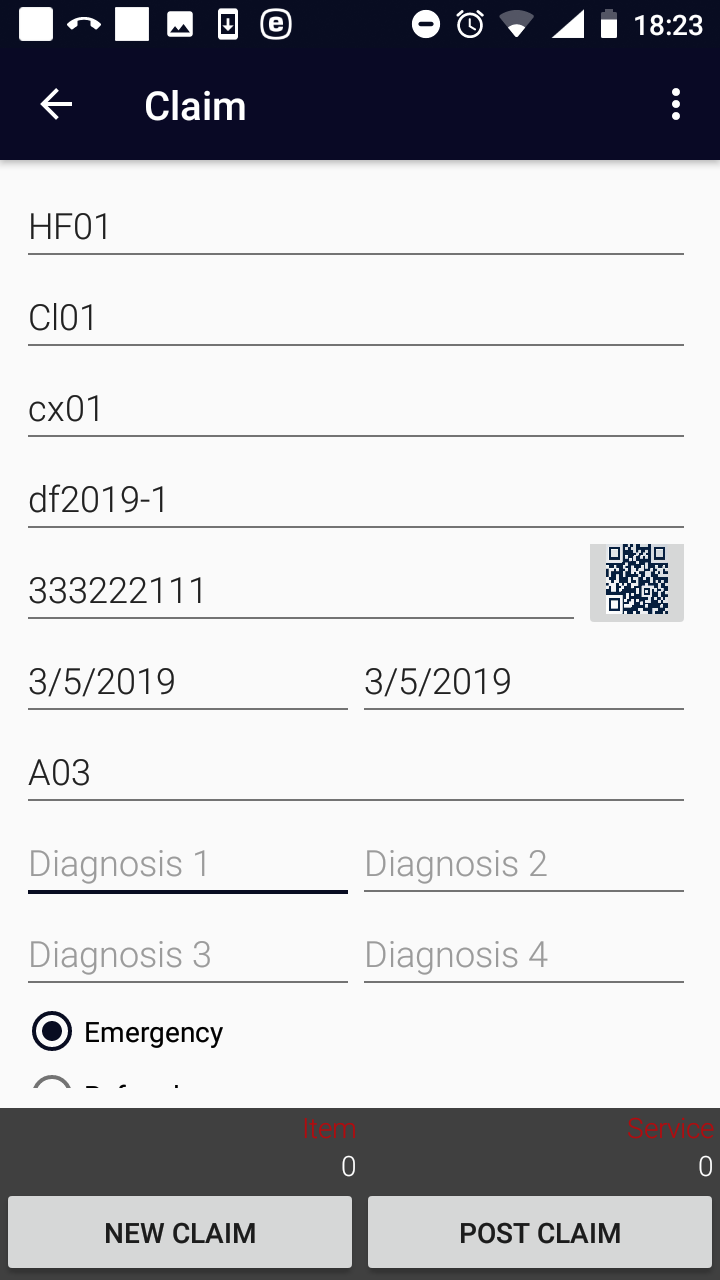 18:23
Claim
HF01
Cl01
cx01
df2019-1
333222111
3/5/2019 3/5/2019
A03
Diagnosis 1 Diagnosis 2
Diagnosis 3 Diagnosis 4
Emergency
Item Service
0 0
NEW CLAIM POST CLAIM